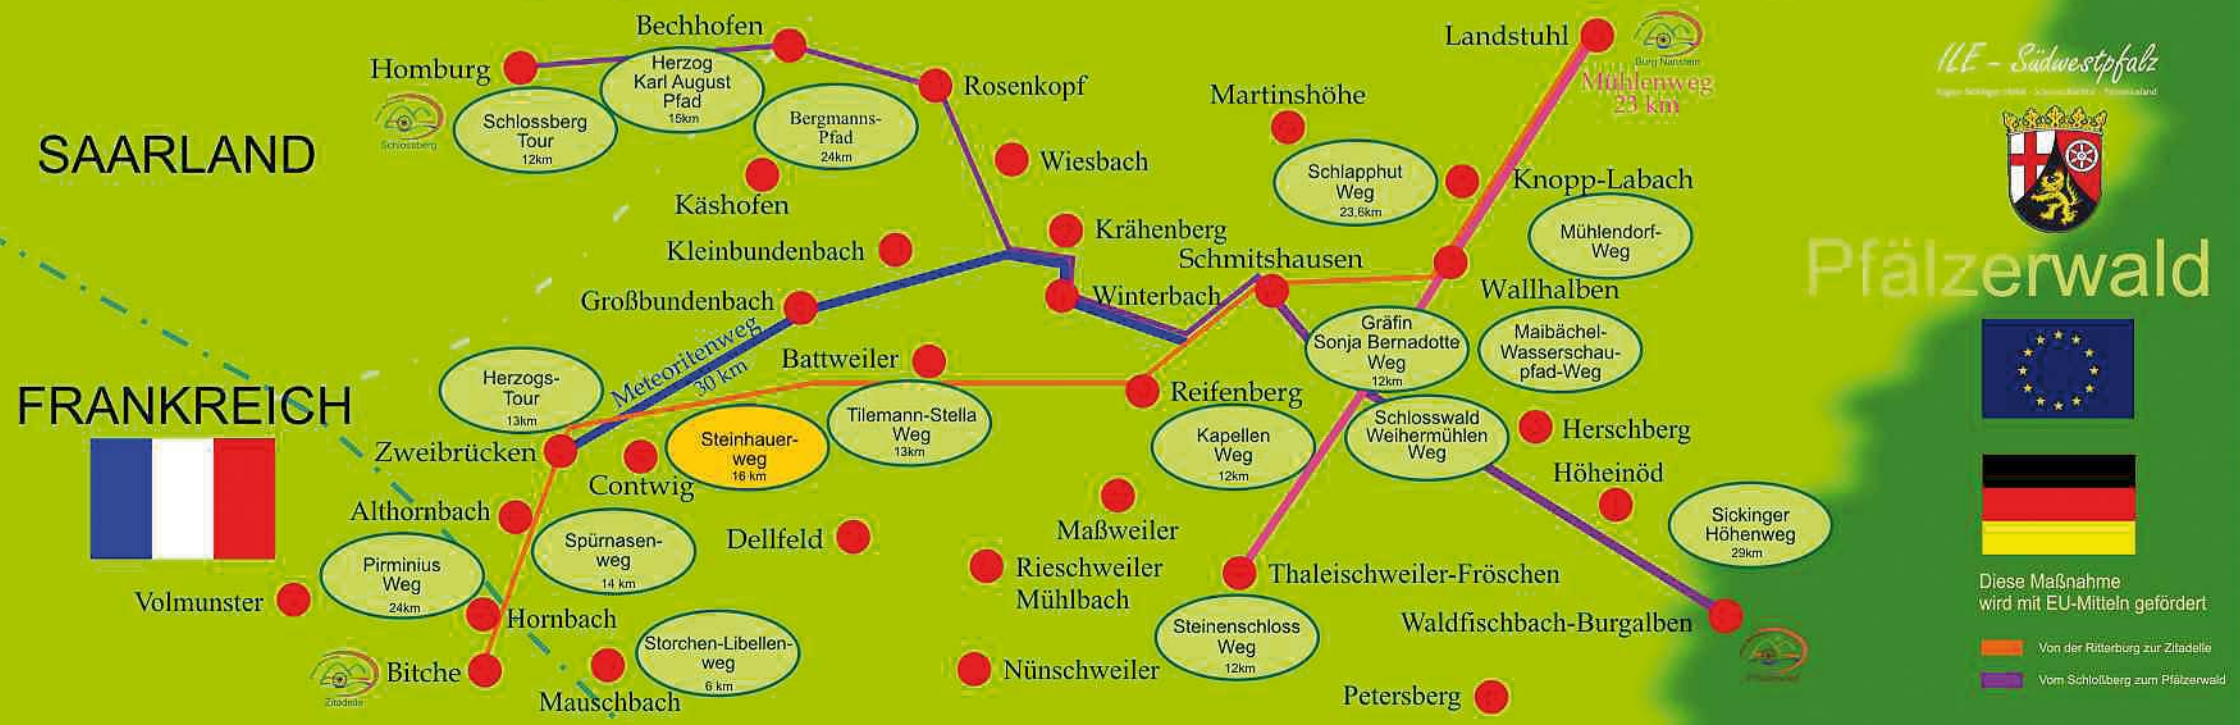 Bechhofen
Homburg
Schlossberg
SAARLAND
Schlossberg
Tour
12km
Herzog
Karl August
Pfad
15km
Bergmanns-
Pfad
24km
Rosenkopf
Wiesbach
Käshofen
Krähenberg
Kleinbundenbach
Großbundenbach
Winterbach
Schmitshausen
Martinshöhe
Schlapphut
Weg
23,6km
Landstuhl
Burg Nanstein
Mühlenweg
23 km
Knopp-Labach
Mühlendorf-
Weg
Wallhalben
Gräfin
Sonja Bernadotte
Weg
12km
Maibächel-
Wasserschau-
pfad-Weg
FRANKREICH
Herzogs-
Tour
13km
Meteoritenweg
30 km
Battweiler
Zweibrücken
Contwig
Steinhauer-
weg
16 km
Tilemann-Stella
Weg
13km
Reifenberg
Kapellen
Weg
12km
Schlosswald
Weihermühlen
Weg
Herschberg
Höheinöd
Sickinger
Höhenweg
29km
Althornbach
Pirminius
Weg
24km
Spürnasen-
weg
14 km
Dellfeld
Maßweiler
Rieschweiler
Mühlbach
Thaleischweiler-Fröschen
Volmunster
Hornbach
Storchen-Libellen-
weg
6 km
Bitche
Zitadelle
Mauschbach
Nünschweiler
Steinenschloss
Weg
12km
Waldfischbach-Burgalben
Petersberg
ILE - Südwestpfalz
Pfälzerwald
Diese Maßnahme
wird mit EU-Mitteln gefördert
Von der Ritterburg zur Zitadelle
Vom Schloßberg zum Pfälzerwald